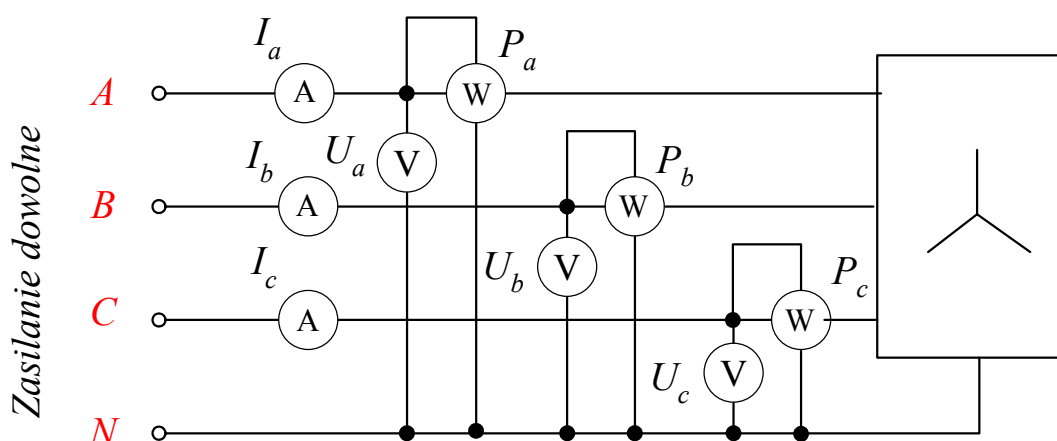 Zasilanie dowolne
I_a
P_a
A
A
W
U_a
V
I_b
P_b
B
A
W
U_b
V
I_c
P_c
C
A
W
U_c
V
N